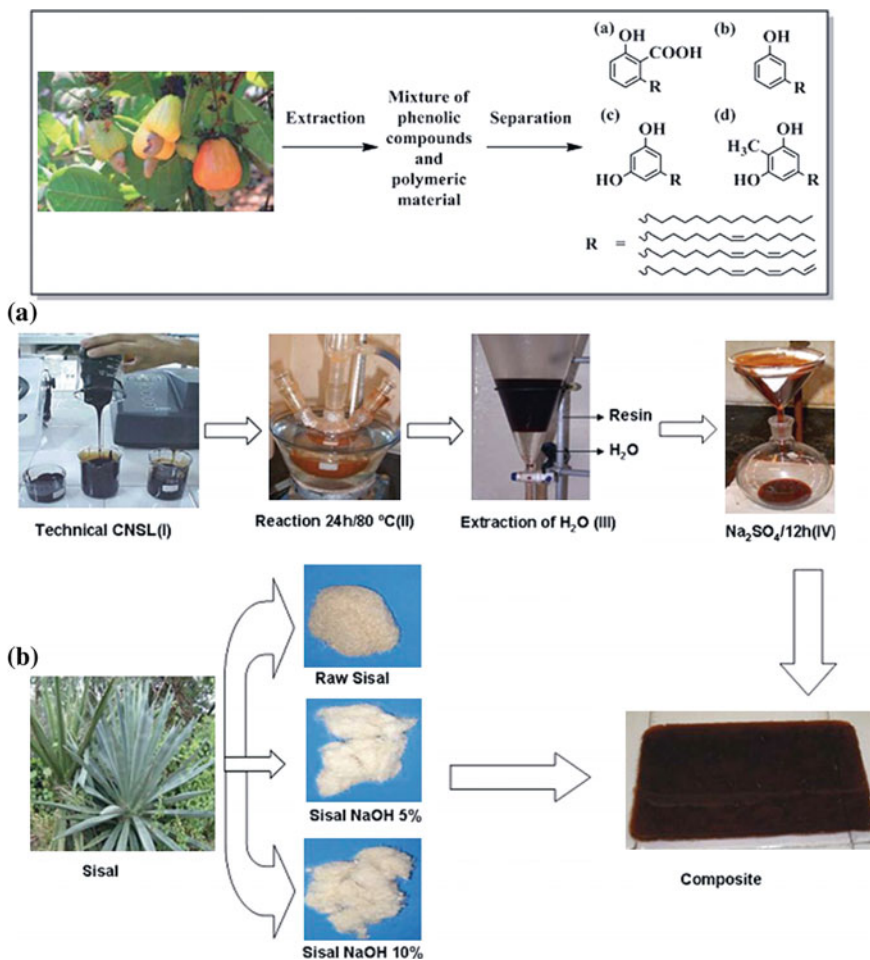 (a)
OH
COOH
R
(b)
OH
R
Extraction
Mixture of
phenolic
compounds
and
polymeric
material
Separation
(c)
OH
HO
R
(d)
OH
H₃C
HO
R
R =
(a)
Technical CNSL(I)
Reaction 24h/80 ºC(II)
Resin
H₂O
Extraction of H₂O (III)
Na₂SO₄/12h(IV)
(b)
Sisal
Raw Sisal
Sisal NaOH 5%
Sisal NaOH 10%
Composite